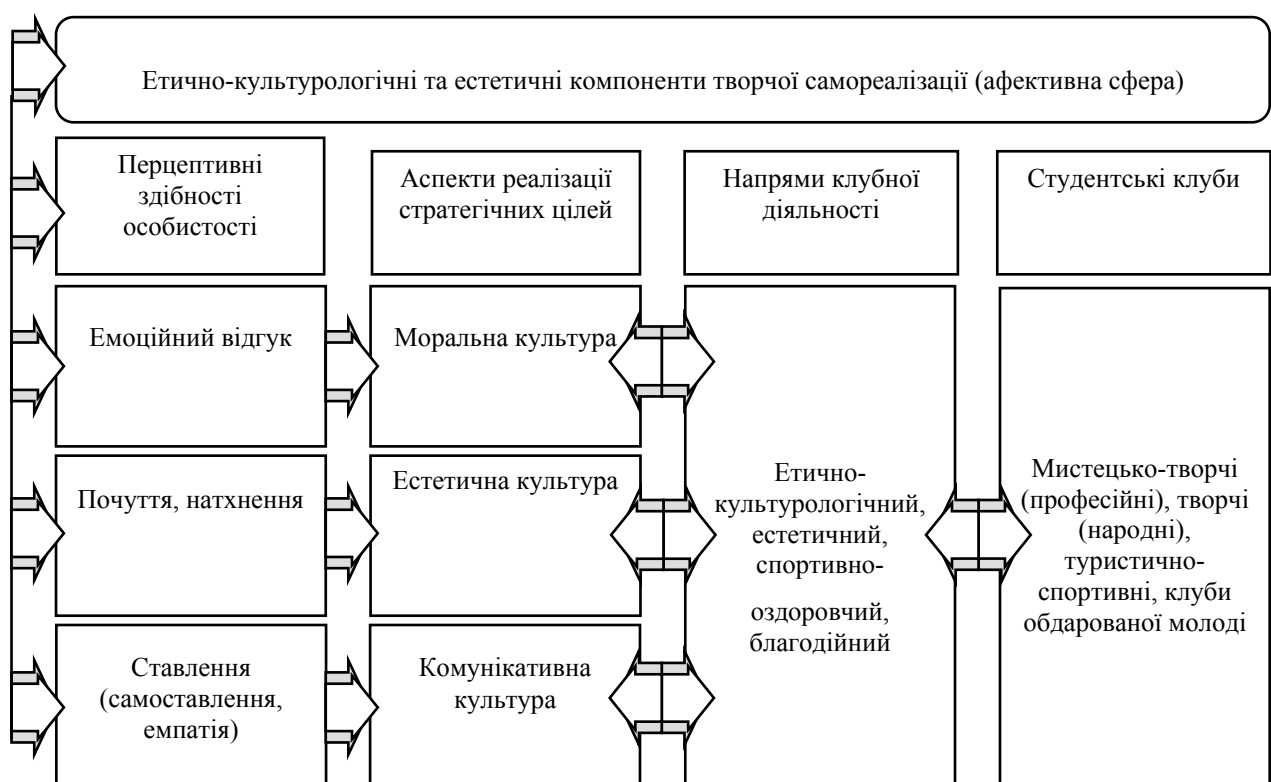 Етично-культурологічні та естетичні компоненти творчої самореалізації (афективна сфера)
Перцептивні
здібності
особистості
Аспекти реалізації
стратегічних цілей
Напрями клубної
діяльності
Студентські клуби
Емоційний відгук
Моральна культура
Почуття, натхнення
Естетична культура
Ставлення
(самоставлення,
емпатія)
Комунікативна
культура
Етично-
культурологічний,
естетичний,
спортивно-
оздоровчий,
благодійний
Мистецько-творчі
(професійні), творчі
(народні),
туристично-
спортивні, клуби
обдарованої молоді